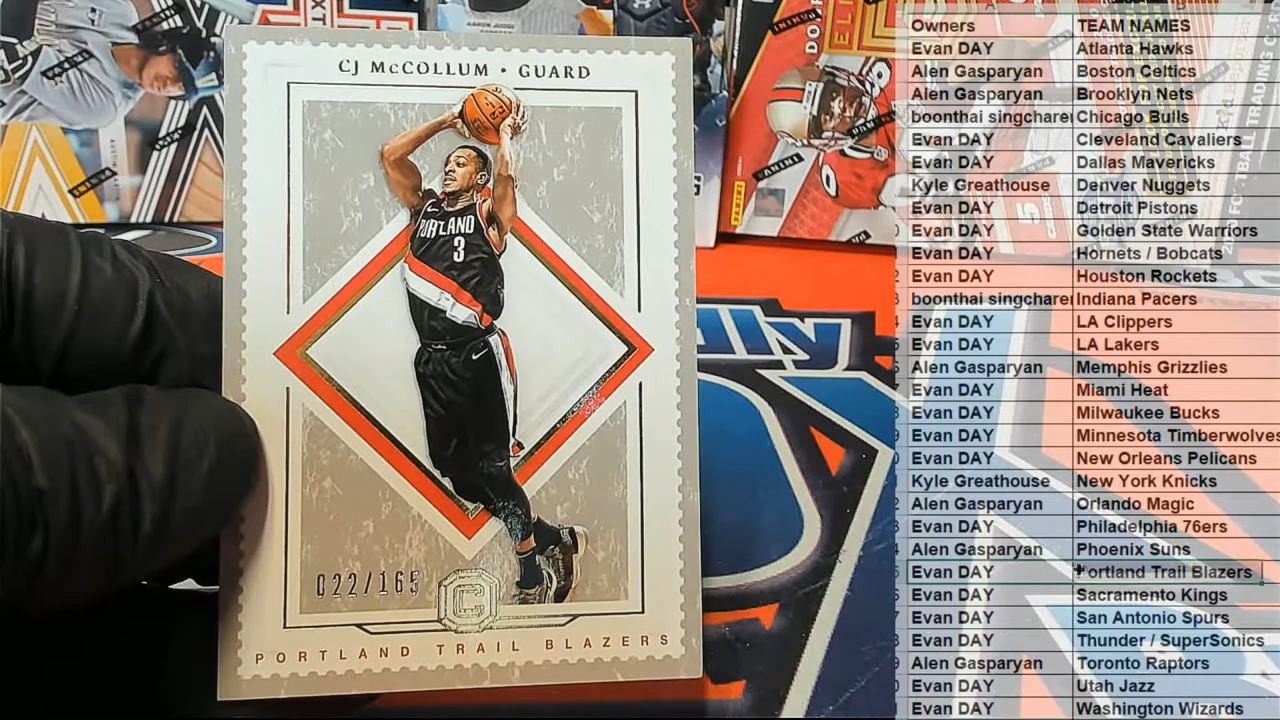 CJ McCOLLUM • GUARD
PORTLAND
3
022/165
C
PORTLAND TRAIL BLAZERS
PANINI
PANINI
Owners TEAM NAMES
Evan DAY Atlanta Hawks
Alen Gasparyan Boston Celtics
Alen Gasparyan Brooklyn Nets
boonthai singcharer Chicago Bulls
Evan DAY Cleveland Cavaliers
Evan DAY Dallas Mavericks
Kyle Greathouse Denver Nuggets
Evan DAY Detroit Pistons
Evan DAY Golden State Warriors
Evan DAY Hornets / Bobcats
Evan DAY Houston Rockets
boonthai singcharer Indiana Pacers
Evan DAY LA Clippers
Evan DAY LA Lakers
Alen Gasparyan Memphis Grizzlies
Evan DAY Miami Heat
Evan DAY Milwaukee Bucks
Evan DAY Minnesota Timberwolves
Evan DAY New Orleans Pelicans
Kyle Greathouse New York Knicks
Alen Gasparyan Orlando Magic
Evan DAY Philadelphia 76ers
Alen Gasparyan Phoenix Suns
Evan DAY Portland Trail Blazers
Evan DAY Sacramento Kings
Evan DAY San Antonio Spurs
Evan DAY Thunder / SuperSonics
Alen Gasparyan Toronto Raptors
Evan DAY Utah Jazz
Evan DAY Washington Wizards